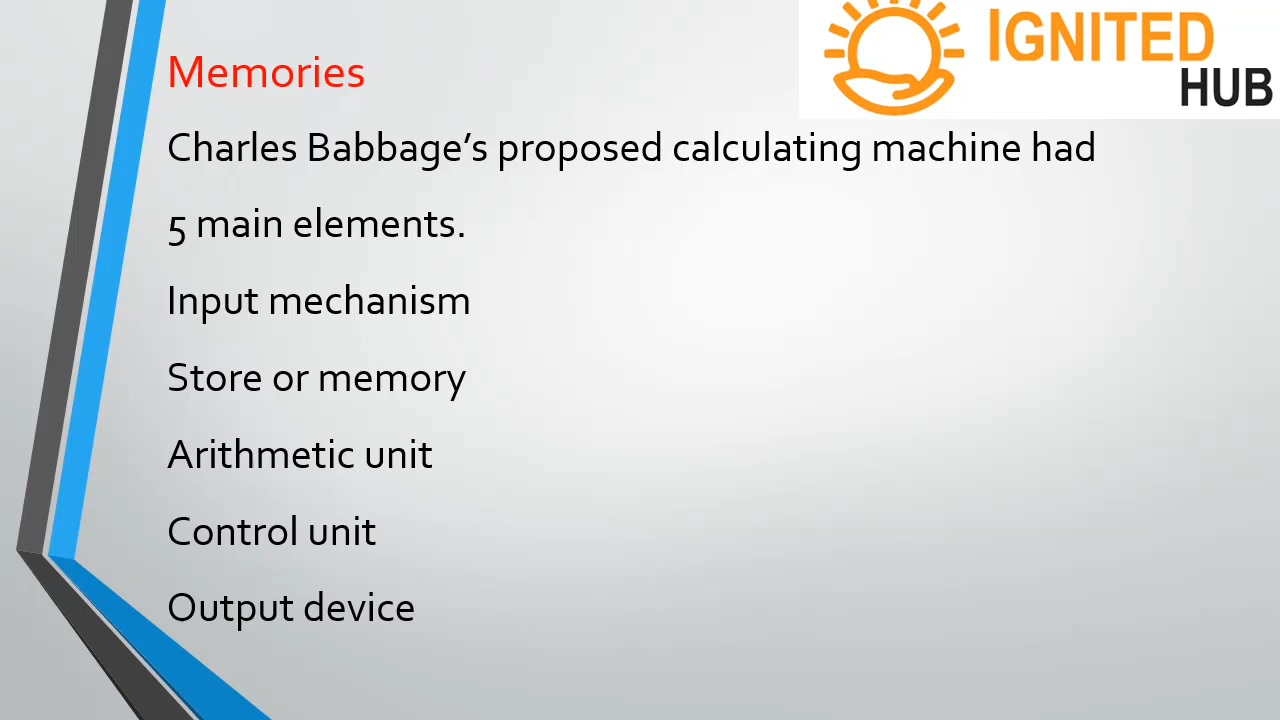 IGNITED
HUB
Memories
Charles Babbage’s proposed calculating machine had
5 main elements.
Input mechanism
Store or memory
Arithmetic unit
Control unit
Output device